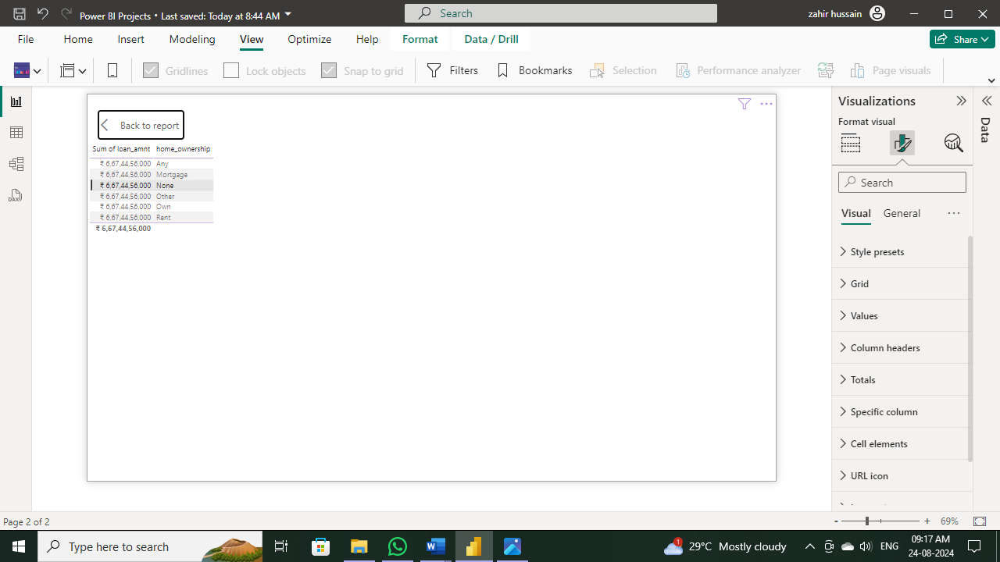 Power BI Projects • Last saved: Today at 8:44 AM
Search
zahir hussain
File Home Insert Modeling View Optimize Help Format Data / Drill
Share
Gridlines Lock objects Snap to grid Filters Bookmarks Selection Performance analyzer Page visuals
Back to report
Sum of loan_amnt home_ownership
₹ 6,67,44,56,000 Any
₹ 6,67,44,56,000 Mortgage
₹ 6,67,44,56,000 None
₹ 6,67,44,56,000 Other
₹ 6,67,44,56,000 Own
₹ 6,67,44,56,000 Rent
₹ 6,67,44,56,000
DAX
Visualizations
Format visual
Search
Visual General
Style presets
Grid
Values
Column headers
Totals
Specific column
Cell elements
URL icon
Data
Page 2 of 2
- + 69%
Type here to search
W
1
29°C Mostly cloudy
ENG
09:17 AM
24-08-2024